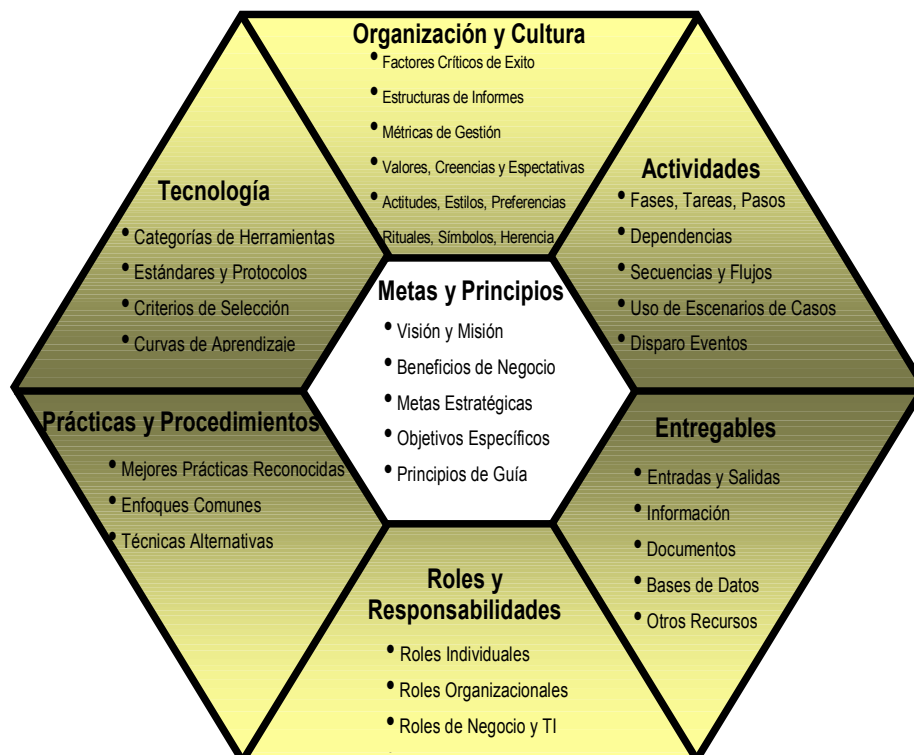 Organización y Cultura
• Factores Críticos de Exito
• Estructuras de Informes
• Métricas de Gestión
• Valores, Creencias y Espectativas
• Actitudes, Estilos, Preferencias
Rituales, Símbolos, Herencia
Tecnología
• Categorías de Herramientas
• Estándares y Protocolos
• Criterios de Selección
• Curvas de Aprendizaje
Actividades
• Fases, Tareas, Pasos
• Dependencias
• Secuencias y Flujos
• Uso de Escenarios de Casos
• Disparo Eventos
Metas y Principios
• Visión y Misión
• Beneficios de Negocio
• Metas Estratégicas
• Objetivos Específicos
• Principios de Guía
Prácticas y Procedimientos
• Mejores Prácticas Reconocidas
• Enfoques Comunes
• Técnicas Alternativas
Entregables
• Entradas y Salidas
• Información
• Documentos
• Bases de Datos
• Otros Recursos
Roles y
Responsabilidades
• Roles Individuales
• Roles Organizacionales
• Roles de Negocio y TI